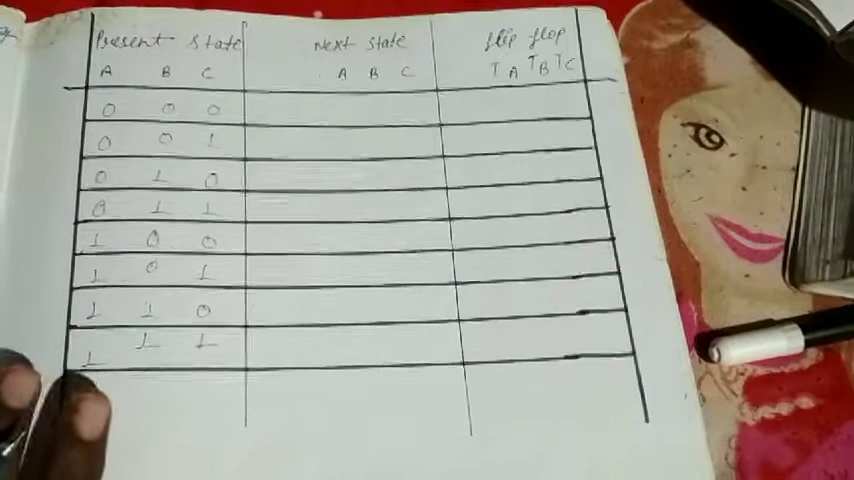 Present State Next State flip flop
A B C A B C TA TB TC
0 0 0
0 0 1
0 1 0
0 1 1
1 0 0
1 0 1
1 1 0
1 1 1